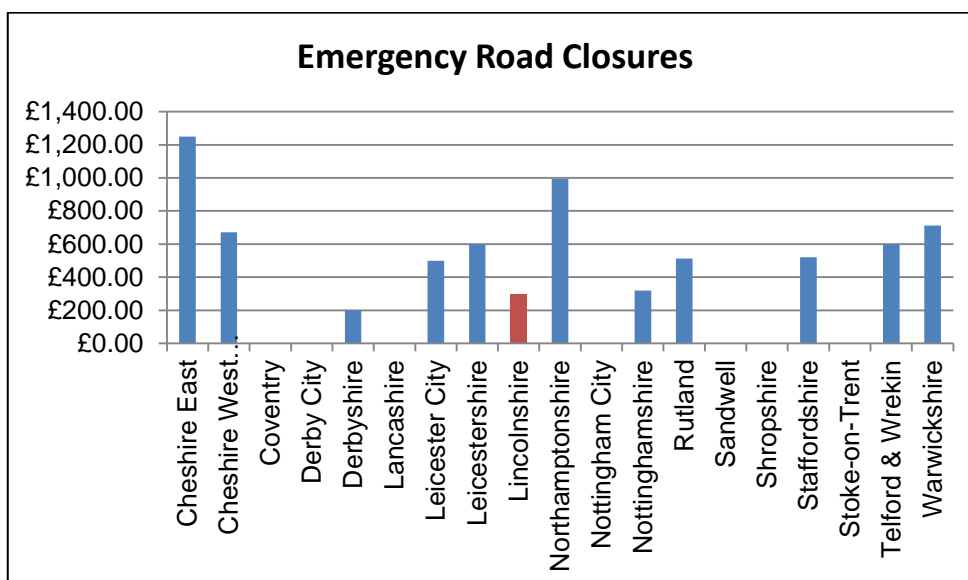 Emergency Road Closures
£1,400.00
£1,200.00
£1,000.00
£800.00
£600.00
£400.00
£200.00
£0.00
Cheshire East
Cheshire West…
Coventry
Derby City
Derbyshire
Lancashire
Leicester City
Leicestershire
Lincolnshire
Northamptonshire
Nottingham City
Nottinghamshire
Rutland
Sandwell
Shropshire
Staffordshire
Stoke-on-Trent
Telford & Wrekin
Warwickshire